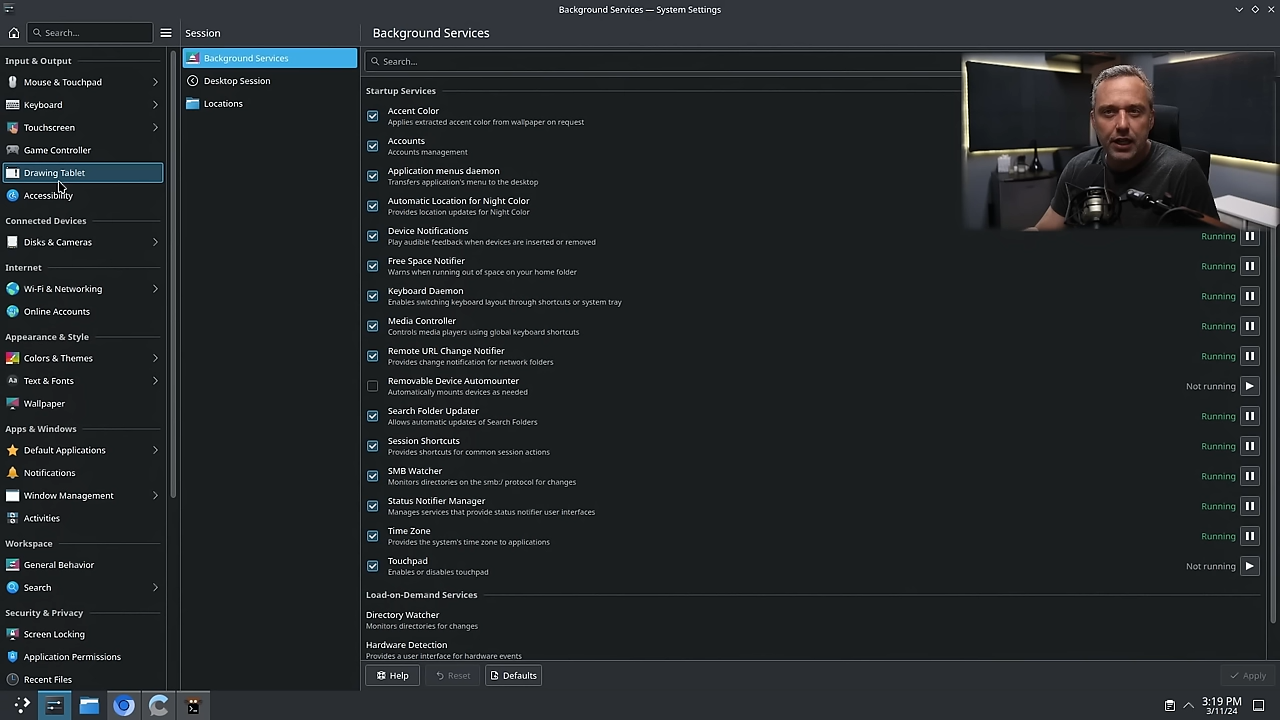 Background Services — System Settings
Search...
Session
Background Services
Input & Output
Mouse & Touchpad
Keyboard
Touchscreen
Game Controller
Drawing Tablet
Accessibility
Connected Devices
Disks & Cameras
Internet
Wi-Fi & Networking
Online Accounts
Appearance & Style
Colors & Themes
Text & Fonts
Wallpaper
Apps & Windows
Default Applications
Notifications
Window Management
Activities
Workspace
General Behavior
Search
Security & Privacy
Screen Locking
Application Permissions
Recent Files
Background Services
Desktop Session
Locations
Search...
Startup Services
Accent Color
Applies extracted accent color from wallpaper on request
Accounts
Accounts management
Application menus daemon
Transfers application's menu to the desktop
Automatic Location for Night Color
Provides location updates for Night Color
Device Notifications
Play audible feedback when devices are inserted or removed
Running
Free Space Notifier
Warns when running out of space on your home folder
Running
Keyboard Daemon
Enables switching keyboard layout through shortcuts or system tray
Running
Media Controller
Controls media players using global keyboard shortcuts
Running
Remote URL Change Notifier
Provides change notification for network folders
Running
Removable Device Automounter
Automatically mounts devices as needed
Not running
Search Folder Updater
Allows automatic updates of Search Folders
Running
Session Shortcuts
Provides shortcuts for common session actions
Running
SMB Watcher
Monitors directories on the smb:/ protocol for changes
Running
Status Notifier Manager
Manages services that provide status notifier user interfaces
Running
Time Zone
Provides the system's time zone to applications
Running
Touchpad
Enables or disables touchpad
Not running
Load-on-Demand Services
Directory Watcher
Monitors directories for changes
Hardware Detection
Provides a user interface for hardware events
Help
Reset
Defaults
Apply
3:19 PM
3/11/24